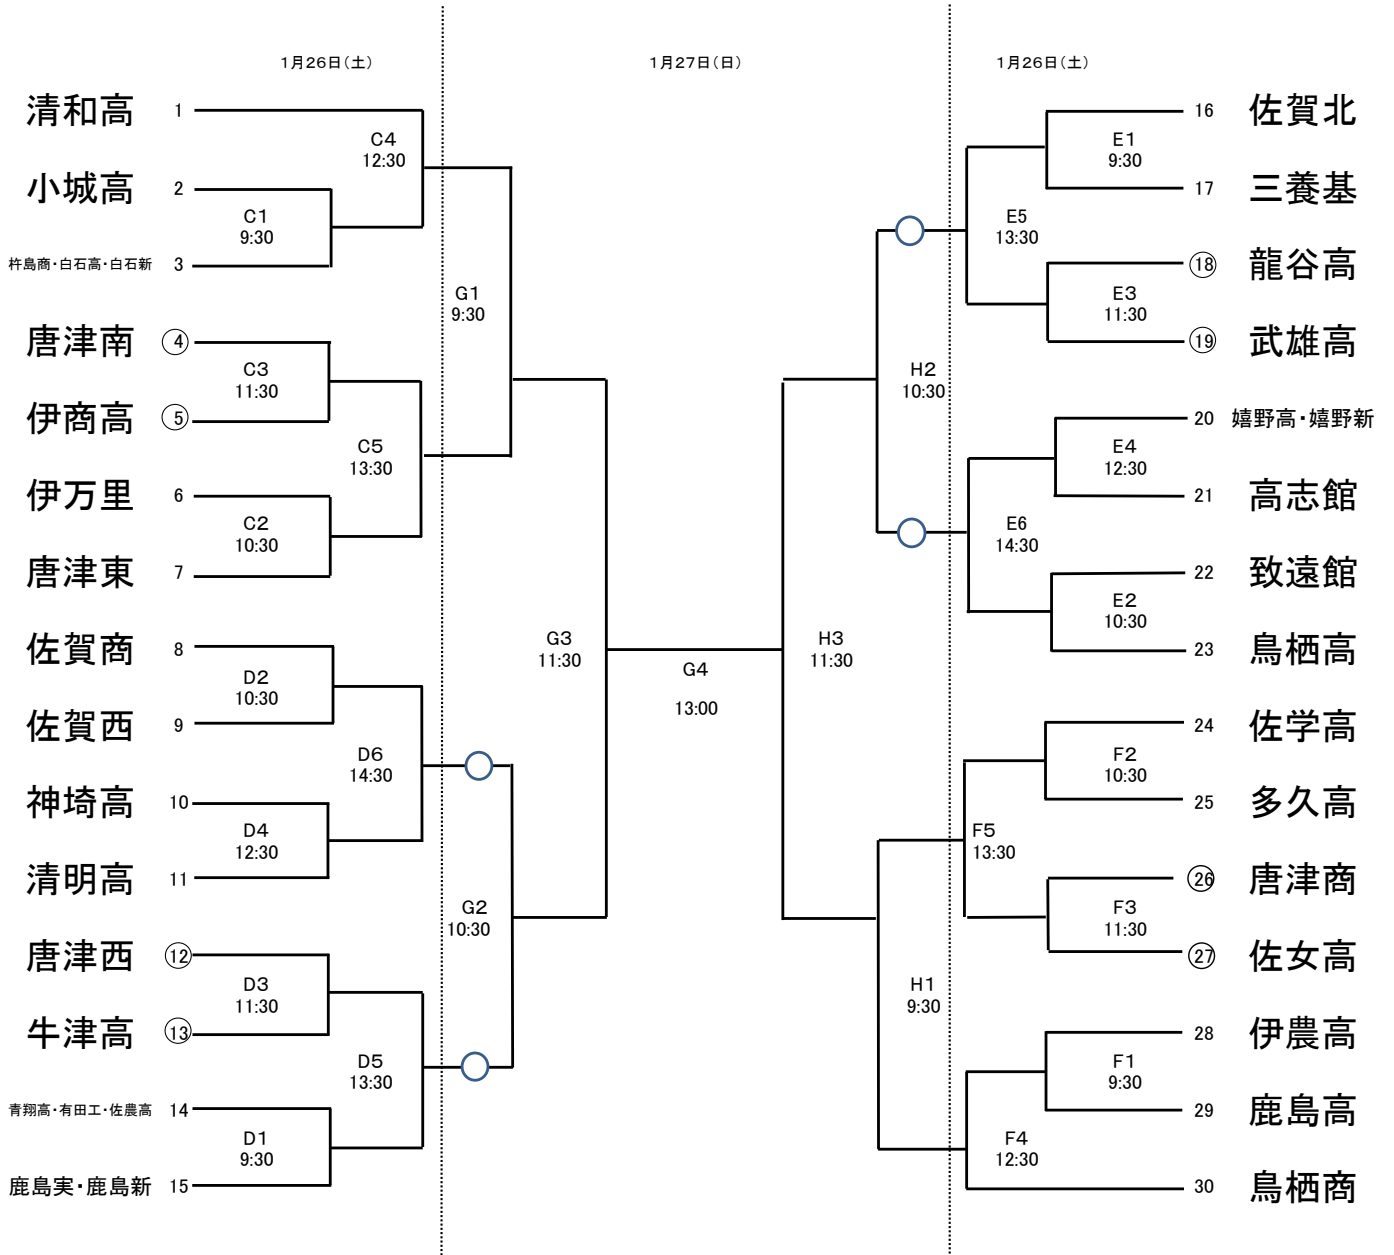 1月26日(土)
1月27日(日)
1月26日(土)
清和高 1
C4
12:30
小城高 2
C1
9:30
杵島商・白石高・白石新 3
G1
9:30
唐津南 ④
C3
11:30
伊商高 ⑤
C5
13:30
伊万里 6
C2
10:30
唐津東 7
佐賀商 8
D2
10:30
佐賀西 9
D6
14:30
神埼高 10
D4
12:30
清明高 11
G2
10:30
唐津西 ⑫
D3
11:30
牛津高 ⑬
D5
13:30
青翔高・有田工・佐農高 14
D1
9:30
鹿島実・鹿島新 15
G3
11:30
G4
13:00
H3
11:30
H2
10:30
H1
9:30
16 佐賀北
E1
9:30
17 三養基
E5
13:30
⑱ 龍谷高
E3
11:30
⑲ 武雄高
20 嬉野高・嬉野新
E4
12:30
21 高志館
E6
14:30
22 致遠館
E2
10:30
23 鳥栖高
24 佐学高
F2
10:30
25 多久高
F5
13:30
㉖ 唐津商
F3
11:30
㉗ 佐女高
28 伊農高
F1
9:30
29 鹿島高
F4
12:30
30 鳥栖商